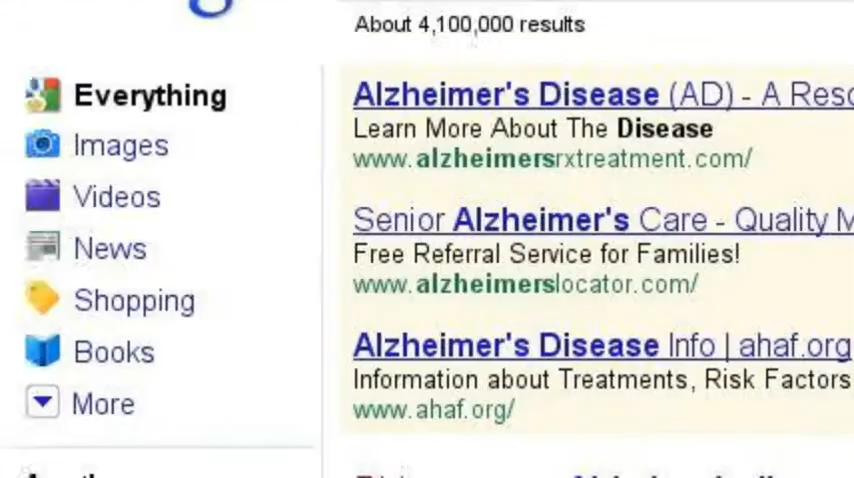 About 4,100,000 results
Everything
Images
Videos
News
Shopping
Books
More
Alzheimer's Disease (AD) - A
Learn More About The Disease
www.alzheimersrxtreatment.com/
Senior Alzheimer's Care - Quality
Free Referral Service for Families!
www.alzheimerslocator.com/
Alzheimer's Disease Info | ahaf.org
Information about Treatments, Risk Factors
www.ahaf.org/